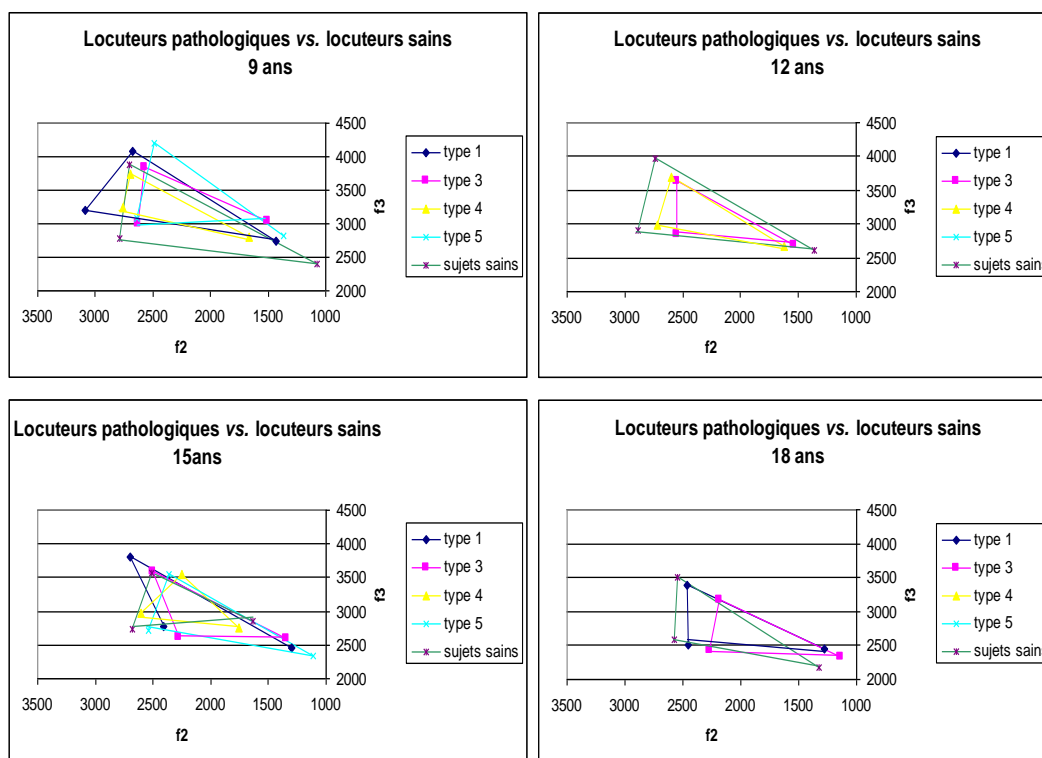 Locuteurs pathologiques vs. locuteurs sains
9 ans
4500
4000
3500
3000
2500
2000
f3
3500 3000 2500 2000 1500 1000
f2
type 1
type 3
type 4
type 5
sujets sains
Locuteurs pathologiques vs. locuteurs sains
12 ans
4500
4000
3500
3000
2500
2000
f3
3500 3000 2500 2000 1500 1000
f2
type 1
type 3
type 4
type 5
sujets sains
Locuteurs pathologiques vs. locuteurs sains
15ans
4500
4000
3500
3000
2500
2000
f3
3500 3000 2500 2000 1500 1000
f2
type 1
type 3
type 4
type 5
sujets sains
Locuteurs pathologiques vs. locuteurs sains
18 ans
4500
4000
3500
3000
2500
2000
f3
3500 3000 2500 2000 1500 1000
f2
type 1
type 3
type 4
type 5
sujets sains